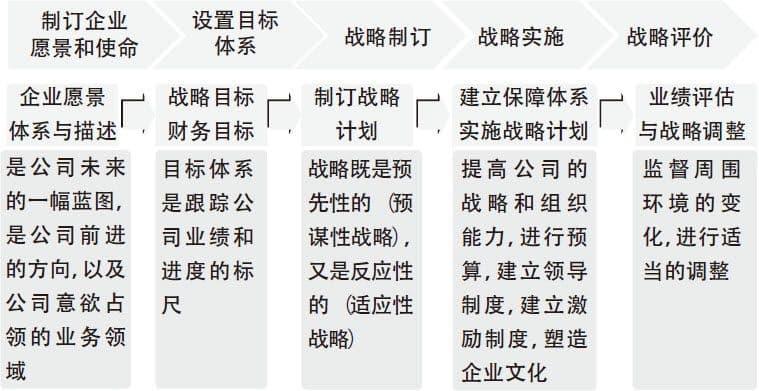 制订企业
愿景和使命
设置目标
体系
战略制订
战略实施
战略评价
企业愿景
体系与描述
战略目标
财务目标
制订战略
计划
建立保障体系
实施战略计划
业绩评估
与战略调整
是公司未来
的一幅蓝图,
是公司前进
的方向,以及
公司意欲占
领的业务领
域
目标体系
是跟踪公
司业绩和
进度的标
尺
战略既是预
先性的(预
谋性战略),
又是反应性
的(适应性
战略)
提高公司的
战略和组织
能力,进行预
算,建立领导
制度,建立激
励制度,塑造
企业文化
监督周围
环境的变
化,进行适
当的调整